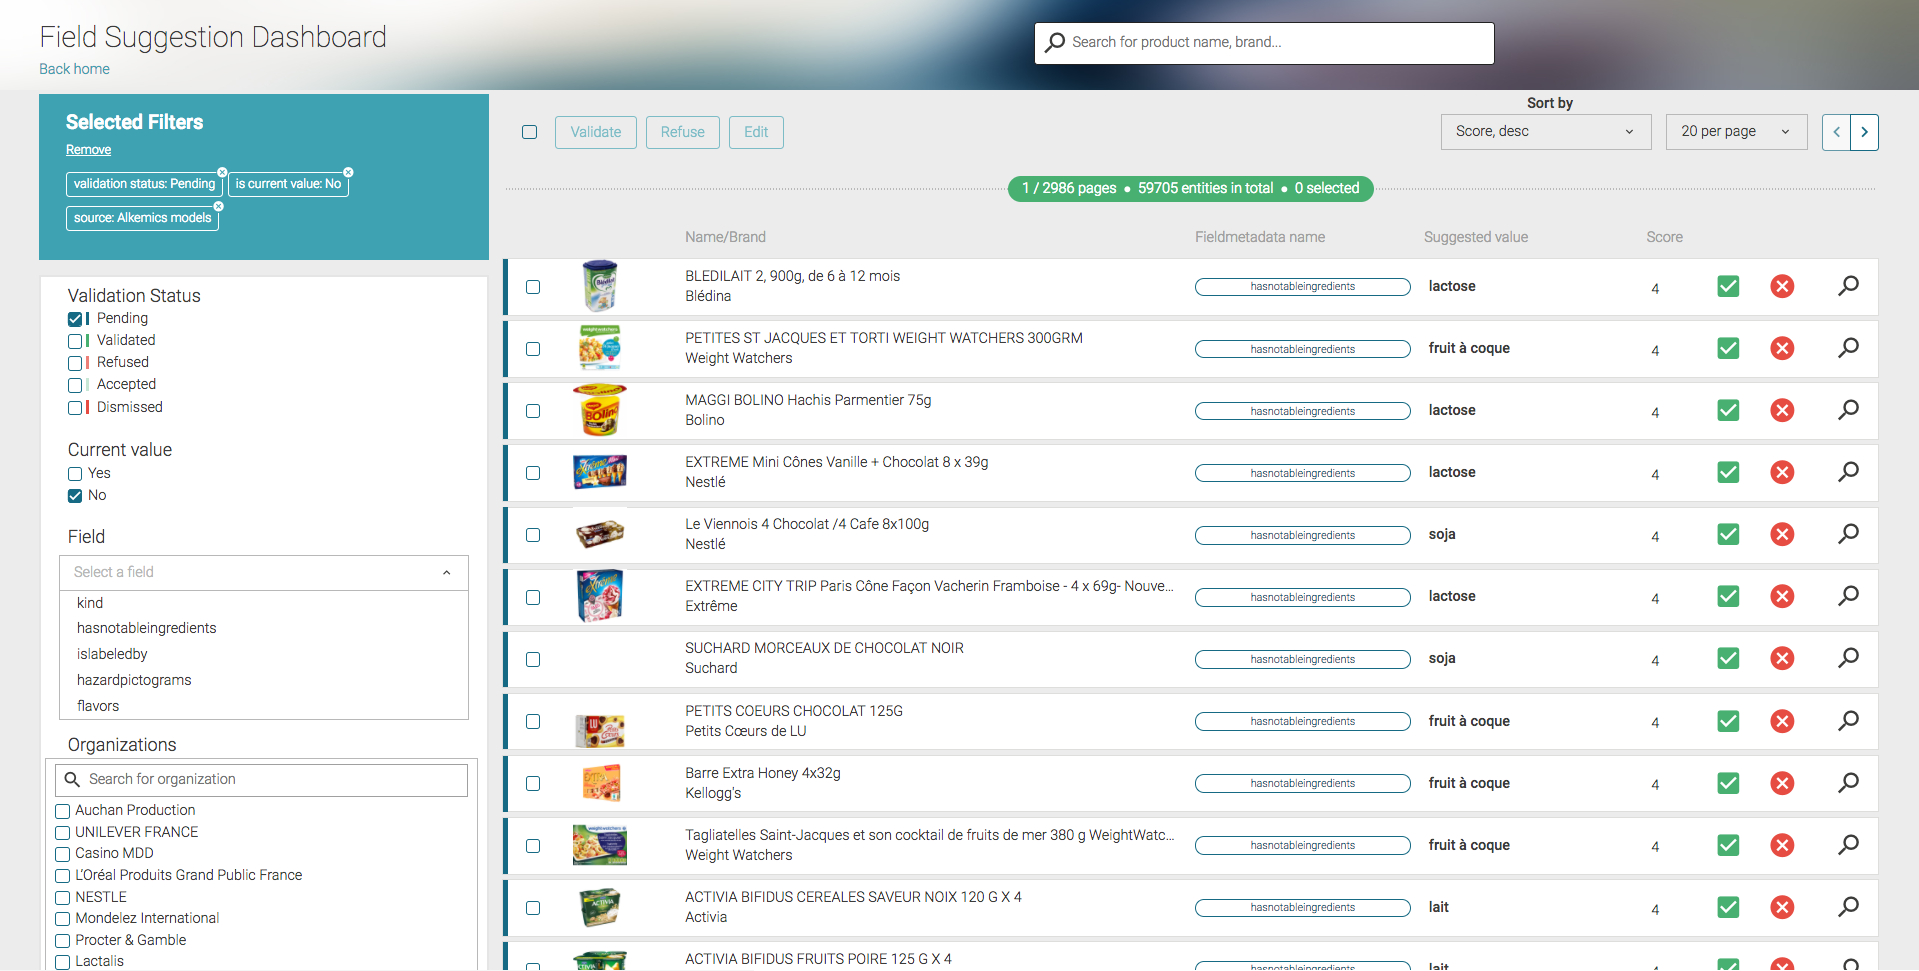 Field Suggestion Dashboard
Back home
Search for product name, brand...
Selected Filters
Remove
validation status: Pending
is current value: No
source: Alkemics models
Validation Status
Pending
Validated
Refused
Accepted
Dismissed
Current value
Yes
No
Field
Select a field
kind
hasnotableingredients
islabeledby
hazardpictograms
flavors
Organizations
Search for organization
Auchan Production
UNILEVER FRANCE
Casino MDD
L'Oréal Produits Grand Public France
NESTLE
Mondelez International
Procter & Gamble
Lactalis
Validate Refuse Edit
Sort by
Score, desc
20 per page
1 / 2986 pages ● 59705 entities in total ● 0 selected
Name/Brand Fieldmetadata name Suggested value Score
BLEDILAIT 2, 900g, de 6 à 12 mois
Blédina
hasnotableingredients lactose 4
PETITES ST JACQUES ET TORTI WEIGHT WATCHERS 300GRM
Weight Watchers
hasnotableingredients fruit à coque 4
MAGGI BOLINO Hachis Parmentier 75g
Bolino
hasnotableingredients lactose 4
EXTREME Mini Cônes Vanille + Chocolat 8 x 39g
Nestlé
hasnotableingredients lactose 4
Le Viennois 4 Chocolat /4 Cafe 8x100g
Nestlé
hasnotableingredients soja 4
EXTREME CITY TRIP Paris Cône Façon Vacherin Framboise - 4 x 69g- Nouve...
Extrême
hasnotableingredients lactose 4
SUCHARD MORCEAUX DE CHOCOLAT NOIR
Suchard
hasnotableingredients soja 4
PETITS COEURS CHOCOLAT 125G
Petits Cœurs de LU
hasnotableingredients fruit à coque 4
Barre Extra Honey 4x32g
Kellogg's
hasnotableingredients fruit à coque 4
Tagliatelles Saint-Jacques et son cocktail de fruits de mer 380 g WeightWatc...
Weight Watchers
hasnotableingredients fruit à coque 4
ACTIVIA BIFIDUS CEREALES SAVEUR NOIX 120 G X 4
Activia
hasnotableingredients lait 4
ACTIVIA BIFIDUS FRUITS POIRE 125 G X 4
hasnotableingredients lait 4